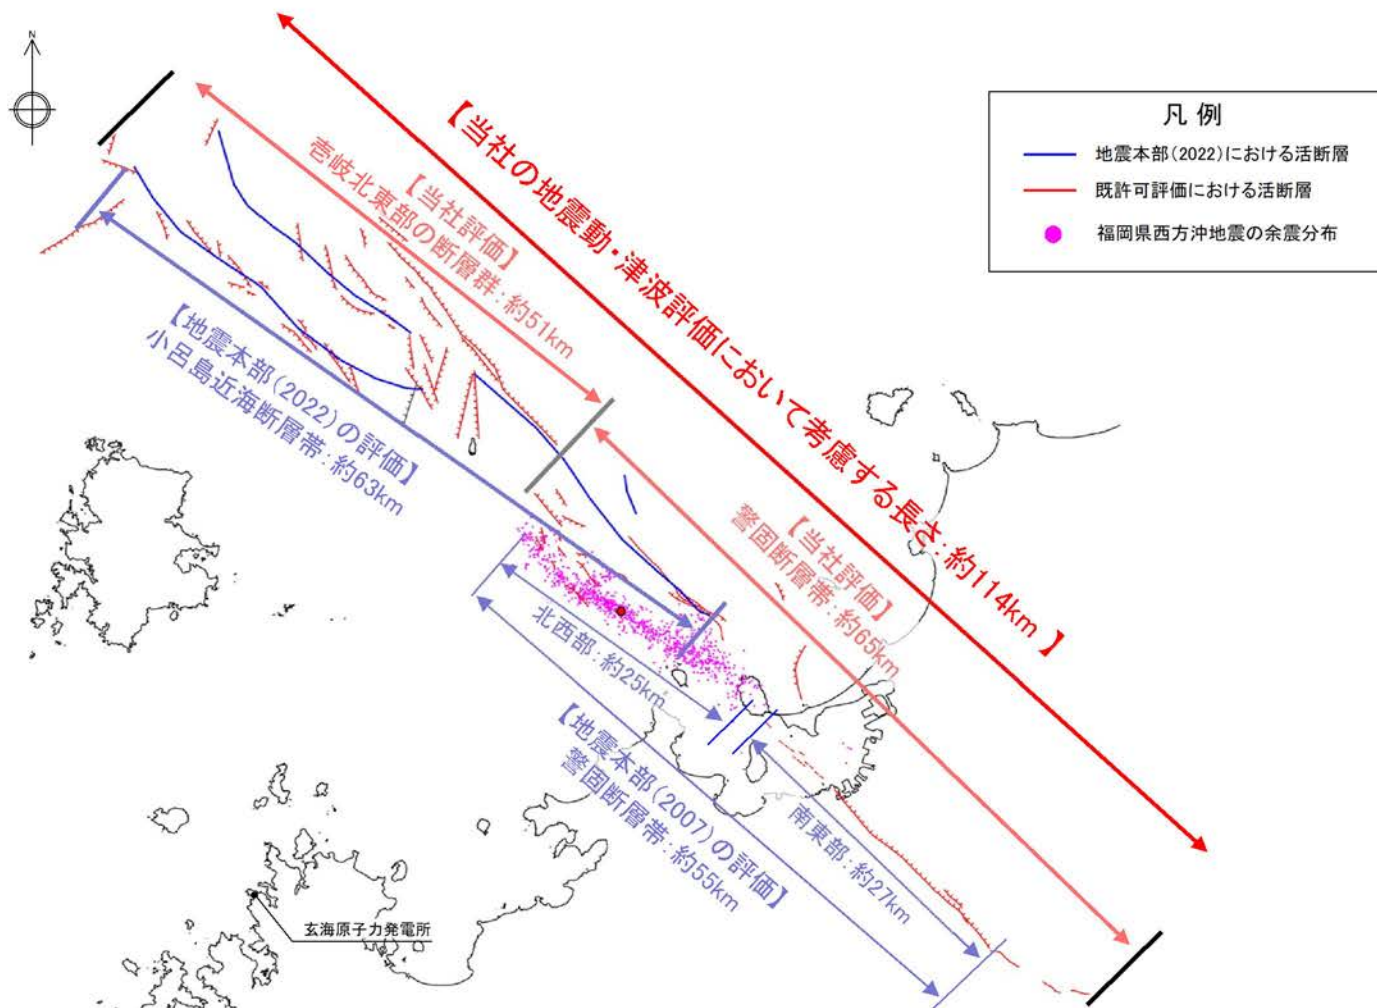 N
凡 例
地震本部(2022)における活断層
既許可評価における活断層
福岡県西方沖地震の余震分布
【当社の地震動・津波評価において考慮する長さ:約114km 】
【当社評価】
壱岐北東部の断層群:約51km
【地震本部(2022)の評価】
小呂島近海断層帯:約63km
【当社評価】
警固断層帯:約65km
北西部:約25km
【地震本部(2007)の評価】
警固断層帯:約55km
南東部:約27km
玄海原子力発電所